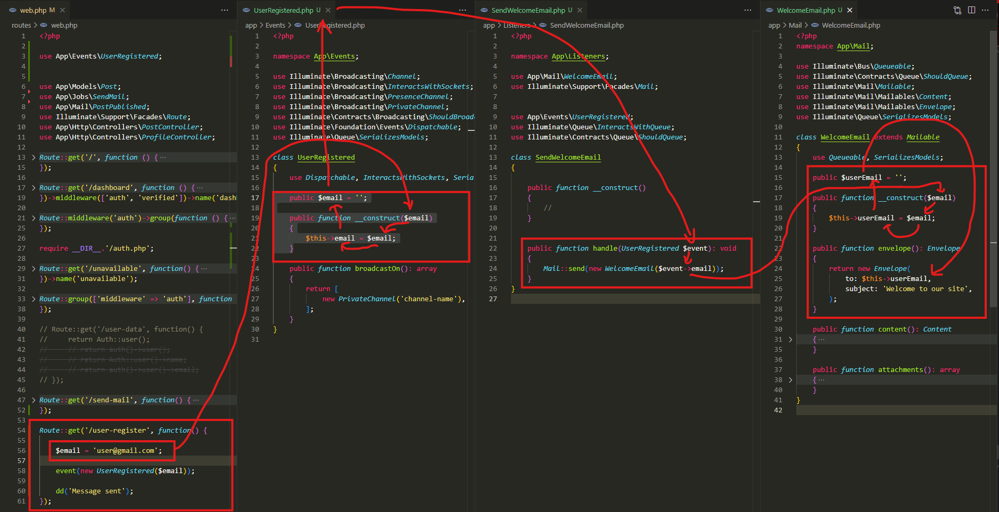 web.php M
routes > web.php
1 <?php
2
3 use App\Events\UserRegistered;
4
5
6 use App\Models\Post;
7 use App\Jobs\SendMail;
8 use App\Mail\PostPublished;
9 use Illuminate\Support\Facades\Route;
10 use App\Http\Controllers\PostController;
11 use App\Http\Controllers\ProfileController;
12
13 Route::get('/', function () { ···
15 });
16
17 Route::get('/dashboard', function () { ···
19 })->middleware(['auth', 'verified'])->name('dash
20
21 Route::middleware('auth')->group(function () { ···
25 });
26
27 require __DIR__.'/auth.php';
28
29 Route::get('/unavailable', function() { ···
31 })->name('unavailable');
32
33 Route::group(['middleware' => 'auth'], function
38 });
39
40 // Route::get('/user-data', function() {
41 //     return Auth::user();
42 //     // return auth()->user();
43 //     // return Auth::user()->name;
44 //     // return auth()->user()->email;
45 // });
46
47 Route::get('/send-mail', function() { ···
52 });
53
54 Route::get('/user-register', function() {
55
56     $email = 'user@gmail.com';
57
58     event(new UserRegistered($email));
59
60     dd('Message sent');
61 });
UserRegistered.php U
app > Events > UserRegistered.php
1 <?php
2
3 namespace App\Events;
4
5 use Illuminate\Broadcasting\Channel;
6 use Illuminate\Broadcasting\InteractsWithSockets;
7 use Illuminate\Broadcasting\PresenceChannel;
8 use Illuminate\Broadcasting\PrivateChannel;
9 use Illuminate\Contracts\Broadcasting\ShouldBroad
10 use Illuminate\Foundation\Events\Dispatchable;
11 use Illuminate\Queue\SerializesModels;
12
13 class UserRegistered
14 {
15     use Dispatchable, InteractsWithSockets, Seria
16
17     public $email = '';
18
19     public function __construct($email)
20     {
21         $this->email = $email;
22     }
23
24     public function broadcastOn(): array
25     {
26         return [
27             new PrivateChannel('channel-name'),
28         ];
29     }
30 }
31
SendWelcomeEmail.php U
app > Listeners > SendWelcomeEmail.php
1 <?php
2
3 namespace App\Listeners;
4
5 use App\Mail\WelcomeEmail;
6 use Illuminate\Support\Facades\Mail;
7
8
9 use App\Events\UserRegistered;
10 use Illuminate\Queue\InteractsWithQueue;
11 use Illuminate\Contracts\Queue\ShouldQueue;
12
13 class SendWelcomeEmail
14 {
15
16     public function __construct()
17     {
18         //
19     }
20
21
22     public function handle(UserRegistered $event): void
23     {
24         Mail::send(new WelcomeEmail($event->email));
25     }
26 }
27
WelcomeEmail.php U
app > Mail > WelcomeEmail.php
1 <?php
2 namespace App\Mail;
3
4 use Illuminate\Bus\Queueable;
5 use Illuminate\Contracts\Queue\ShouldQueue;
6 use Illuminate\Mail\Mailable;
7 use Illuminate\Mail\Mailables\Content;
8 use Illuminate\Mail\Mailables\Envelope;
9 use Illuminate\Queue\SerializesModels;
10
11 class WelcomeEmail extends Mailable
12 {
13     use Queueable, SerializesModels;
14
15     public $userEmail = '';
16
17     public function __construct($email)
18     {
19         $this->userEmail = $email;
20     }
21
22     public function envelope(): Envelope
23     {
24         return new Envelope(
25             to: $this->userEmail,
26             subject: 'Welcome to our site',
27         );
28     }
29
30     public function content(): Content
31     { ···
35     }
36
37     public function attachments(): array
38     { ···
40     }
41 }
42